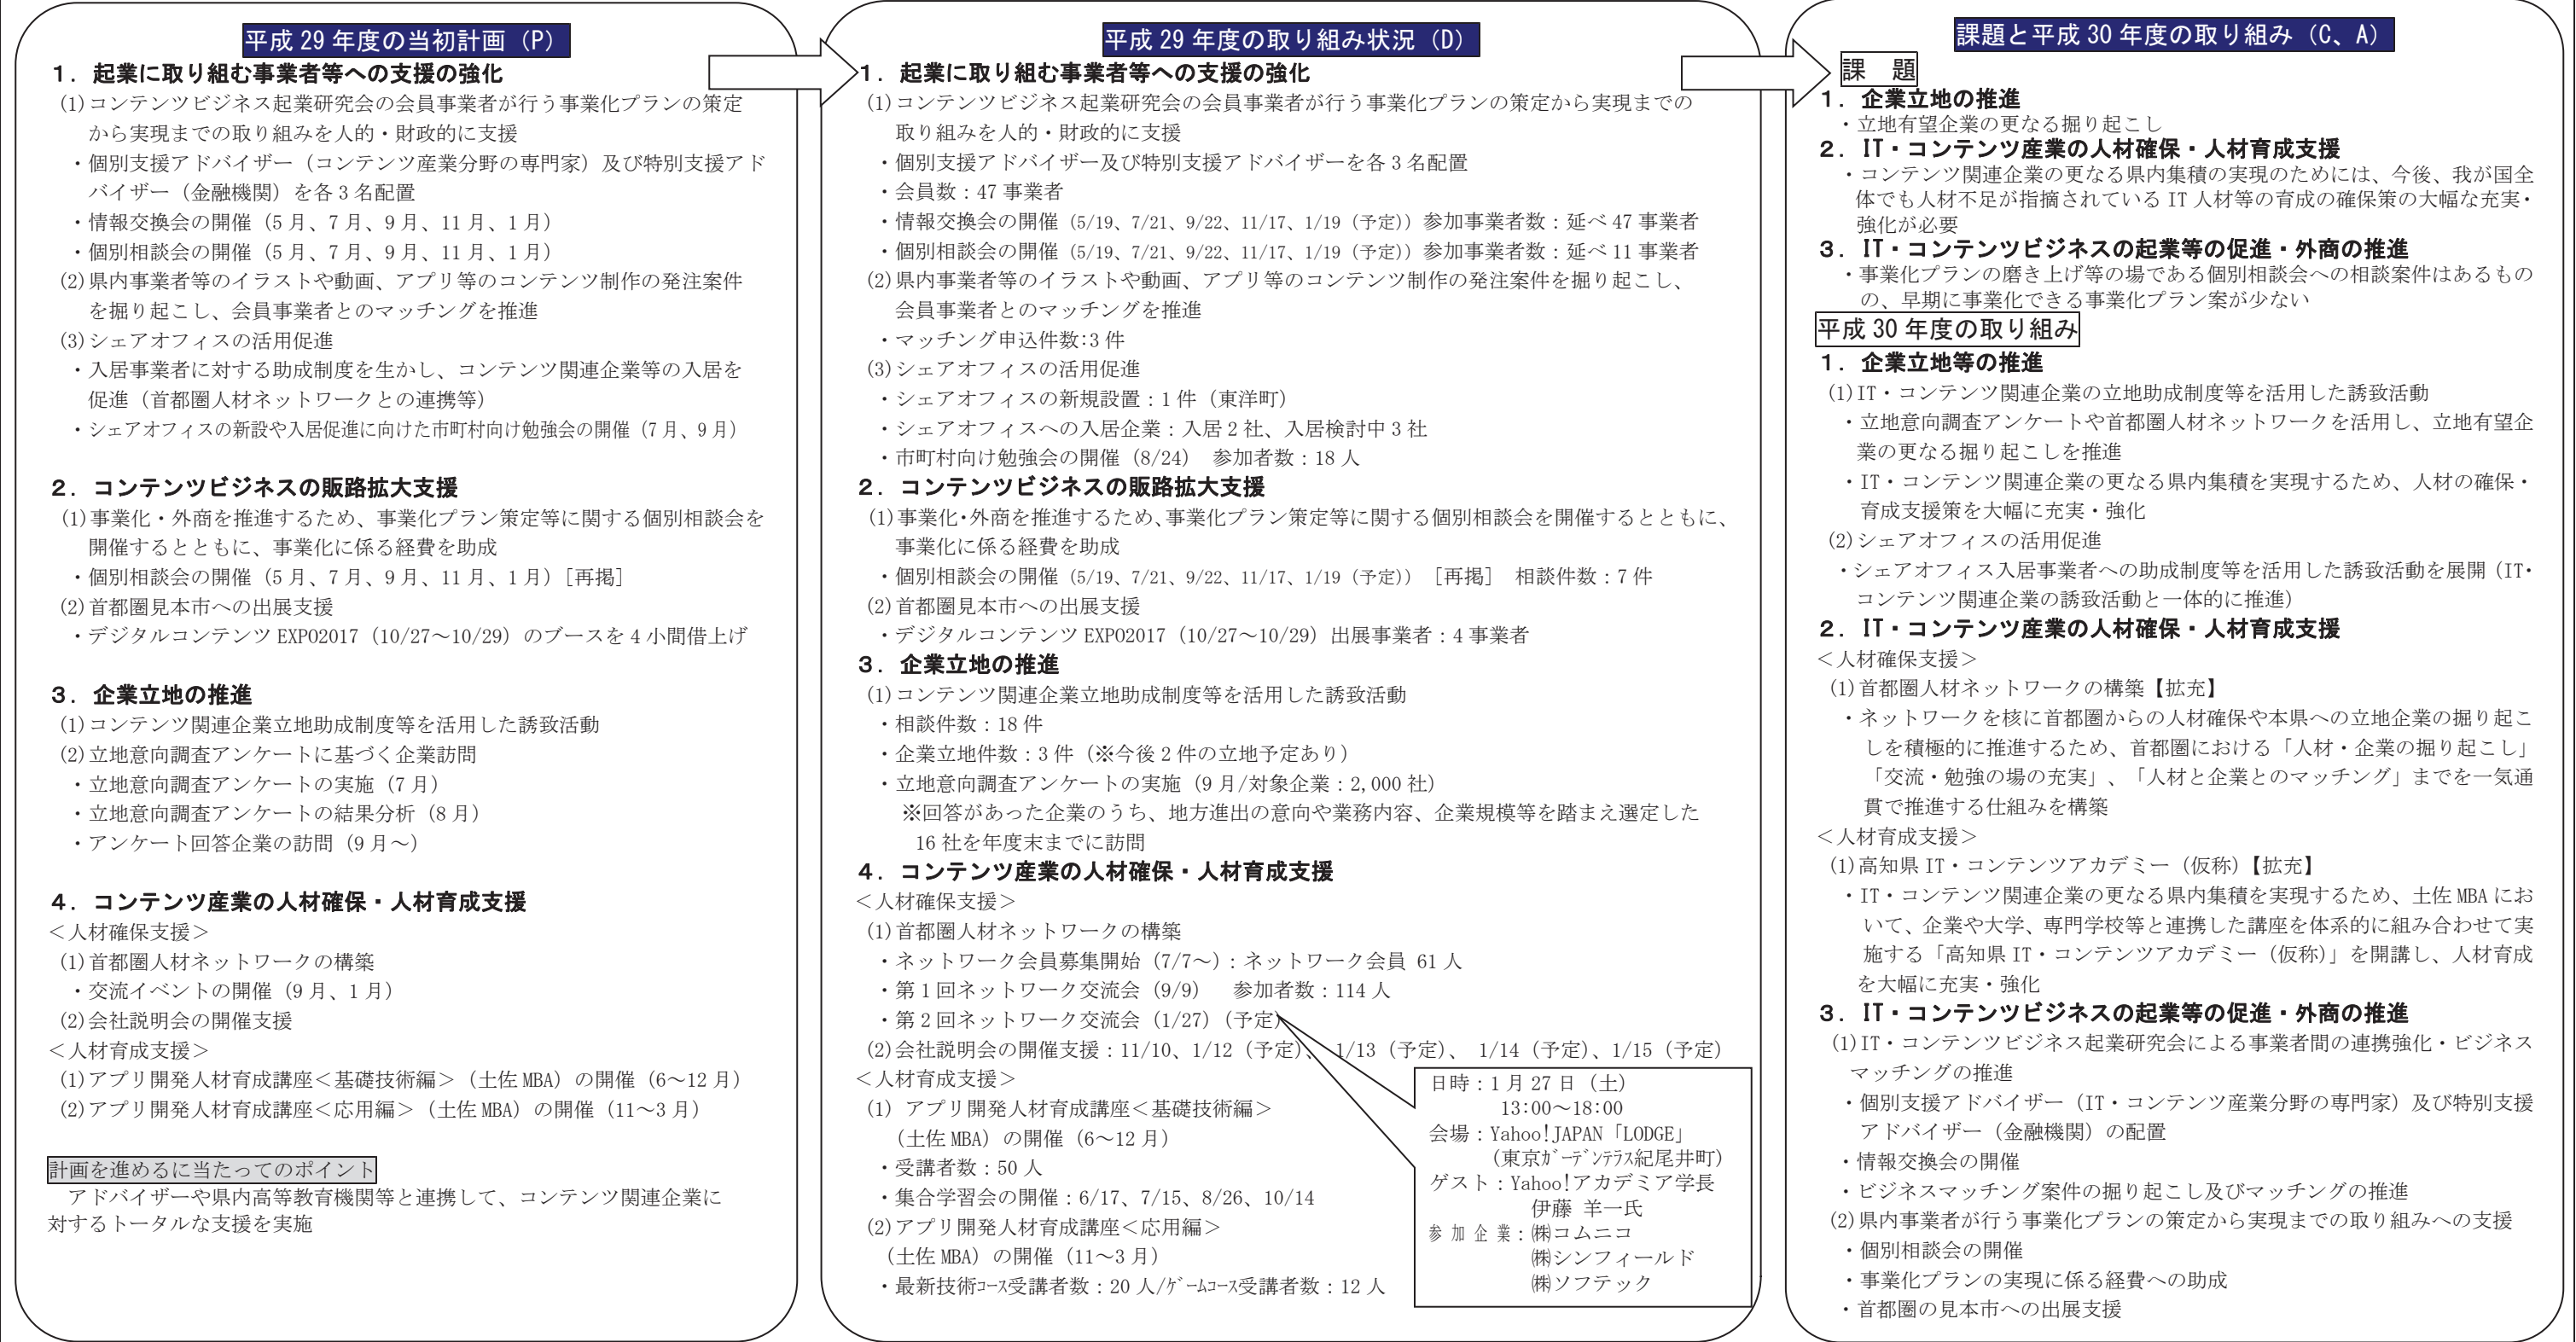 平成 29 年度の当初計画（P）
１．起業に取り組む事業者等への支援の強化
(1)コンテンツビジネス起業研究会の会員事業者が行う事業化プランの策定
から実現までの取り組みを人的・財政的に支援
・個別支援アドバイザー（コンテンツ産業分野の専門家）及び特別支援アド
バイザー（金融機関）を各 3 名配置
・情報交換会の開催（5 月、7 月、9 月、11 月、1 月）
・個別相談会の開催（5 月、7 月、9 月、11 月、1 月）
(2)県内事業者等のイラストや動画、アプリ等のコンテンツ制作の発注案件
を掘り起こし、会員事業者とのマッチングを推進
(3)シェアオフィスの活用促進
・入居事業者に対する助成制度を生かし、コンテンツ関連企業等の入居を
促進（首都圏人材ネットワークとの連携等）
・シェアオフィスの新設や入居促進に向けた市町村向け勉強会の開催（7 月、9 月）
２．コンテンツビジネスの販路拡大支援
(1)事業化・外商を推進するため、事業化プラン策定等に関する個別相談会を
開催するとともに、事業化に係る経費を助成
・個別相談会の開催（5 月、7 月、9 月、11 月、1 月）［再掲］
(2)首都圏見本市への出展支援
・デジタルコンテンツ EXPO2017（10/27～10/29）のブースを 4 小間借上げ
３．企業立地の推進
(1)コンテンツ関連企業立地助成制度等を活用した誘致活動
(2)立地意向調査アンケートに基づく企業訪問
・立地意向調査アンケートの実施（7 月）
・立地意向調査アンケートの結果分析（8 月）
・アンケート回答企業の訪問（9 月～）
４．コンテンツ産業の人材確保・人材育成支援
＜人材確保支援＞
(1)首都圏人材ネットワークの構築
・交流イベントの開催（9 月、1 月）
(2)会社説明会の開催支援
＜人材育成支援＞
(1)アプリ開発人材育成講座＜基礎技術編＞（土佐 MBA）の開催（6～12 月）
(2)アプリ開発人材育成講座＜応用編＞（土佐 MBA）の開催（11～3 月）
計画を進めるに当たってのポイント
アドバイザーや県内高等教育機関等と連携して、コンテンツ関連企業に
対するトータルな支援を実施
平成 29 年度の取り組み状況（D）
１．起業に取り組む事業者等への支援の強化
(1)コンテンツビジネス起業研究会の会員事業者が行う事業化プランの策定から実現までの
取り組みを人的・財政的に支援
・個別支援アドバイザー及び特別支援アドバイザーを各 3 名配置
・会員数：47 事業者
・情報交換会の開催（5/19、7/21、9/22、11/17、1/19（予定））参加事業者数：延べ 47 事業者
・個別相談会の開催（5/19、7/21、9/22、11/17、1/19（予定））参加事業者数：延べ 11 事業者
(2)県内事業者等のイラストや動画、アプリ等のコンテンツ制作の発注案件を掘り起こし、
会員事業者とのマッチングを推進
・マッチング申込件数:3 件
(3)シェアオフィスの活用促進
・シェアオフィスの新規設置：1 件（東洋町）
・シェアオフィスへの入居企業：入居 2 社、入居検討中 3 社
・市町村向け勉強会の開催（8/24） 参加者数：18 人
２．コンテンツビジネスの販路拡大支援
(1)事業化・外商を推進するため、事業化プラン策定等に関する個別相談会を開催するとともに、
事業化に係る経費を助成
・個別相談会の開催（5/19、7/21、9/22、11/17、1/19（予定））［再掲］ 相談件数：7 件
(2)首都圏見本市への出展支援
・デジタルコンテンツ EXPO2017（10/27～10/29）出展事業者：4 事業者
３．企業立地の推進
(1)コンテンツ関連企業立地助成制度等を活用した誘致活動
・相談件数：18 件
・企業立地件数：3 件（※今後 2 件の立地予定あり）
・立地意向調査アンケートの実施（9 月/対象企業：2,000 社）
※回答があった企業のうち、地方進出の意向や業務内容、企業規模等を踏まえ選定した
16 社を年度末までに訪問
４．コンテンツ産業の人材確保・人材育成支援
＜人材確保支援＞
(1)首都圏人材ネットワークの構築
・ネットワーク会員募集開始（7/7～）：ネットワーク会員 61 人
・第 1 回ネットワーク交流会（9/9） 参加者数：114 人
・第 2 回ネットワーク交流会（1/27）（予定）
(2)会社説明会の開催支援：11/10、1/12（予定）、 1/13（予定）、 1/14（予定）、1/15（予定）
＜人材育成支援＞
(1) アプリ開発人材育成講座＜基礎技術編＞
（土佐 MBA）の開催（6～12 月）
・受講者数：50 人
・集合学習会の開催：6/17、7/15、8/26、10/14
(2)アプリ開発人材育成講座＜応用編＞
（土佐 MBA）の開催（11～3 月）
・最新技術ｺｰｽ受講者数：20 人/ｹﾞｰﾑｺｰｽ受講者数：12 人
日時：1 月 27 日（土）
13:00～18:00
会場：Yahoo!JAPAN「LODGE」
（東京ｶﾞｰﾃﾞﾝﾃﾗｽ紀尾井町）
ゲスト：Yahoo!アカデミア学長
伊藤 羊一氏
参加企業：㈱コムニコ
㈱シンフィールド
㈱ソフテック
課題と平成 30 年度の取り組み（C、A）
課 題
１．企業立地の推進
・立地有望企業の更なる掘り起こし
２．IT・コンテンツ産業の人材確保・人材育成支援
・コンテンツ関連企業の更なる県内集積の実現のためには、今後、我が国全
体でも人材不足が指摘されている IT 人材等の育成の確保策の大幅な充実・
強化が必要
３．IT・コンテンツビジネスの起業等の促進・外商の推進
・事業化プランの磨き上げ等の場である個別相談会への相談案件はあるもの
の、早期に事業化できる事業化プラン案が少ない
平成 30 年度の取り組み
１．企業立地等の推進
(1)IT・コンテンツ関連企業の立地助成制度等を活用した誘致活動
・立地意向調査アンケートや首都圏人材ネットワークを活用し、立地有望企
業の更なる掘り起こしを推進
・IT・コンテンツ関連企業の更なる県内集積を実現するため、人材の確保・
育成支援策を大幅に充実・強化
(2)シェアオフィスの活用促進
・シェアオフィス入居事業者への助成制度等を活用した誘致活動を展開（IT・
コンテンツ関連企業の誘致活動と一体的に推進）
２．IT・コンテンツ産業の人材確保・人材育成支援
＜人材確保支援＞
(1)首都圏人材ネットワークの構築【拡充】
・ネットワークを核に首都圏からの人材確保や本県への立地企業の掘り起こ
しを積極的に推進するため、首都圏における「人材・企業の掘り起こし」
「交流・勉強の場の充実」、「人材と企業とのマッチング」までを一気通
貫で推進する仕組みを構築
＜人材育成支援＞
(1)高知県 IT・コンテンツアカデミー（仮称）【拡充】
・IT・コンテンツ関連企業の更なる県内集積を実現するため、土佐 MBA にお
いて、企業や大学、専門学校等と連携した講座を体系的に組み合わせて実
施する「高知県 IT・コンテンツアカデミー（仮称）」を開講し、人材育成
を大幅に充実・強化
３．IT・コンテンツビジネスの起業等の促進・外商の推進
(1)IT・コンテンツビジネス起業研究会による事業者間の連携強化・ビジネス
マッチングの推進
・個別支援アドバイザー（IT・コンテンツ産業分野の専門家）及び特別支援
アドバイザー（金融機関）の配置
・情報交換会の開催
・ビジネスマッチング案件の掘り起こし及びマッチングの推進
(2)県内事業者が行う事業化プランの策定から実現までの取り組みへの支援
・個別相談会の開催
・事業化プランの実現に係る経費への助成
・首都圏の見本市への出展支援